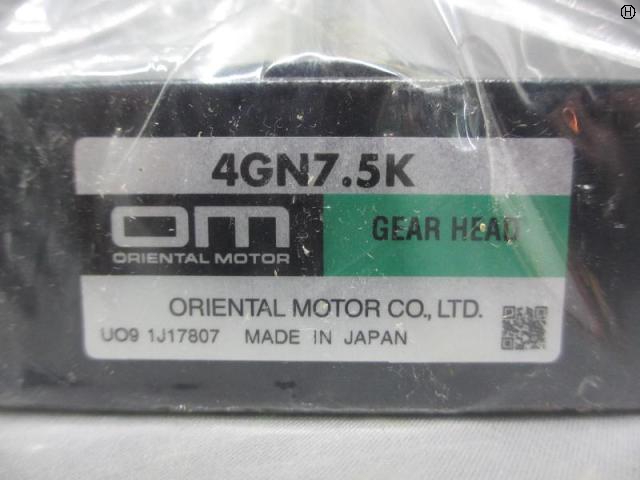 H
4GN7.5K
OM
ORIENTAL MOTOR
GEAR HEAD
ORIENTAL MOTOR CO., LTD.
UO9 1J17807 MADE IN JAPAN